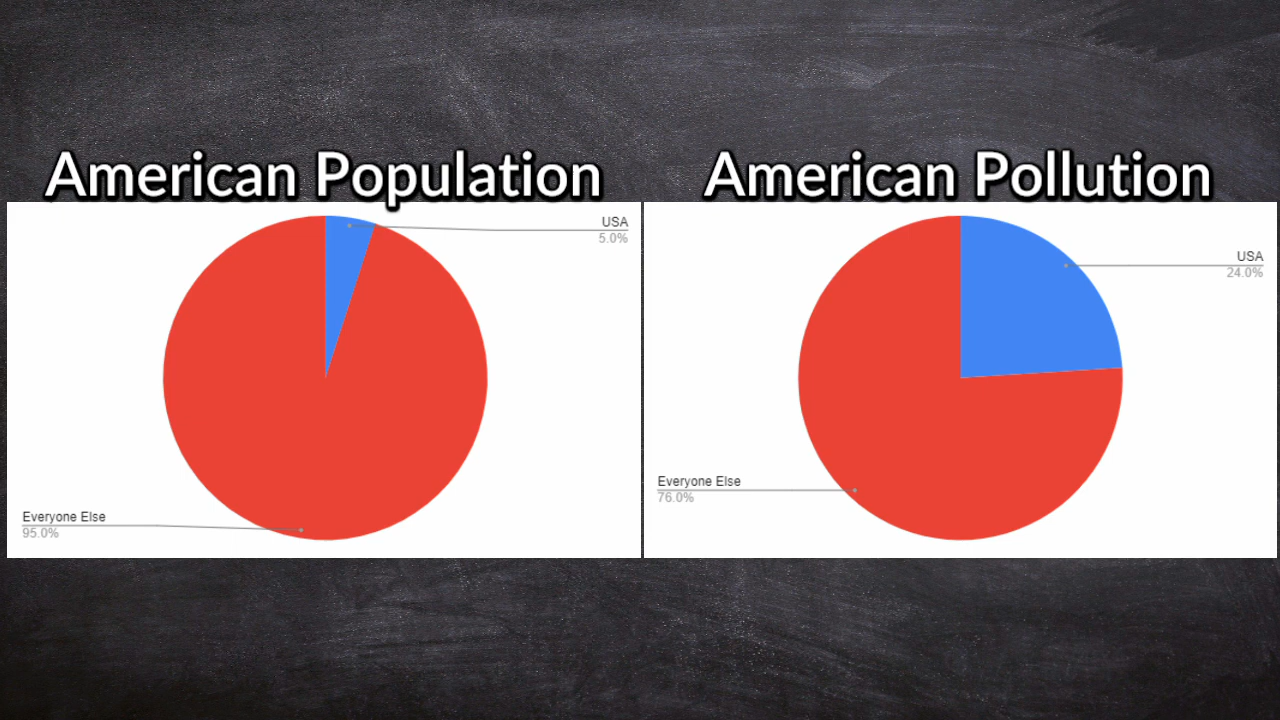 American Population
USA
5.0%
Everyone Else
95.0%
American Pollution
USA
24.0%
Everyone Else
76.0%